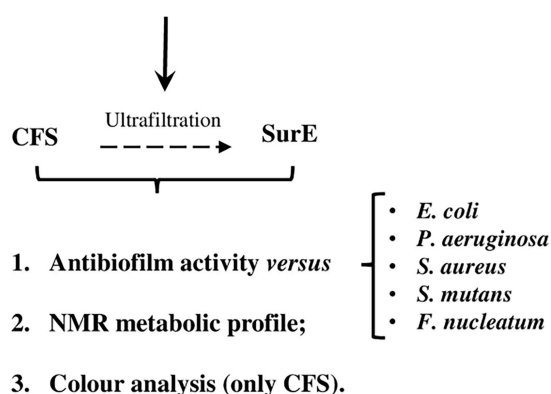 Ultrafiltration
CFS SurE
1. Antibiofilm activity versus
• E. coli
• P. aeruginosa
• S. aureus
• S. mutans
• F. nucleatum
2. NMR metabolic profile;
3. Colour analysis (only CFS).